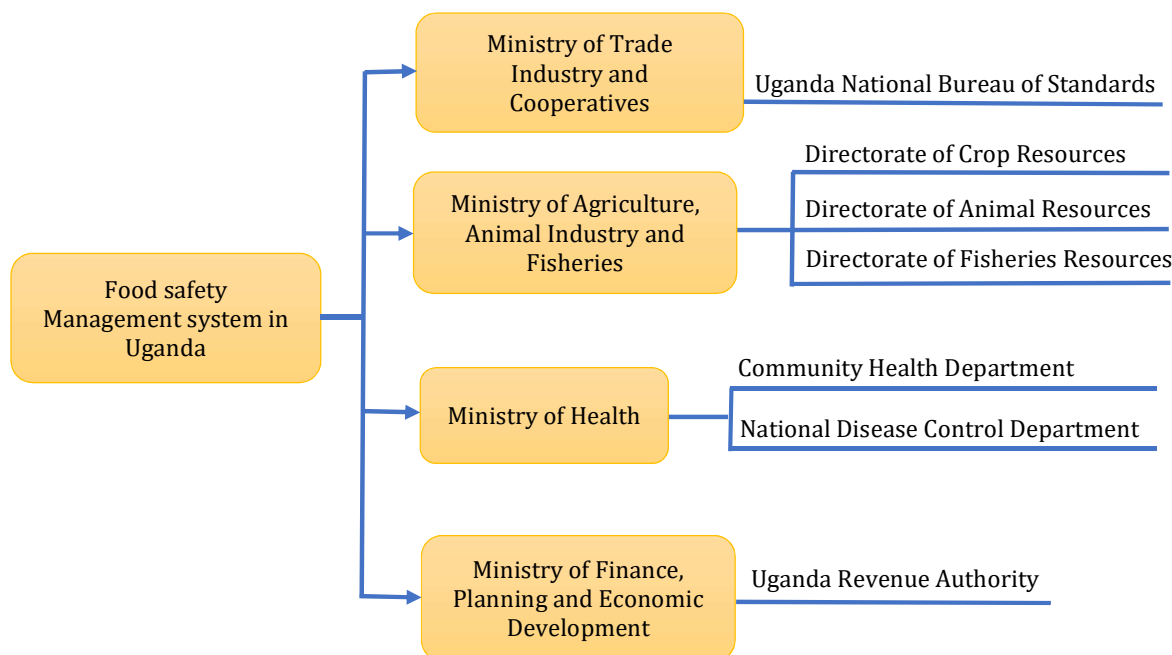 Food safety
Management system in
Uganda
Ministry of Trade
Industry and
Cooperatives
Uganda National Bureau of Standards
Ministry of Agriculture,
Animal Industry and
Fisheries
Directorate of Crop Resources
Directorate of Animal Resources
Directorate of Fisheries Resources
Ministry of Health
Community Health Department
National Disease Control Department
Ministry of Finance,
Planning and Economic
Development
Uganda Revenue Authority